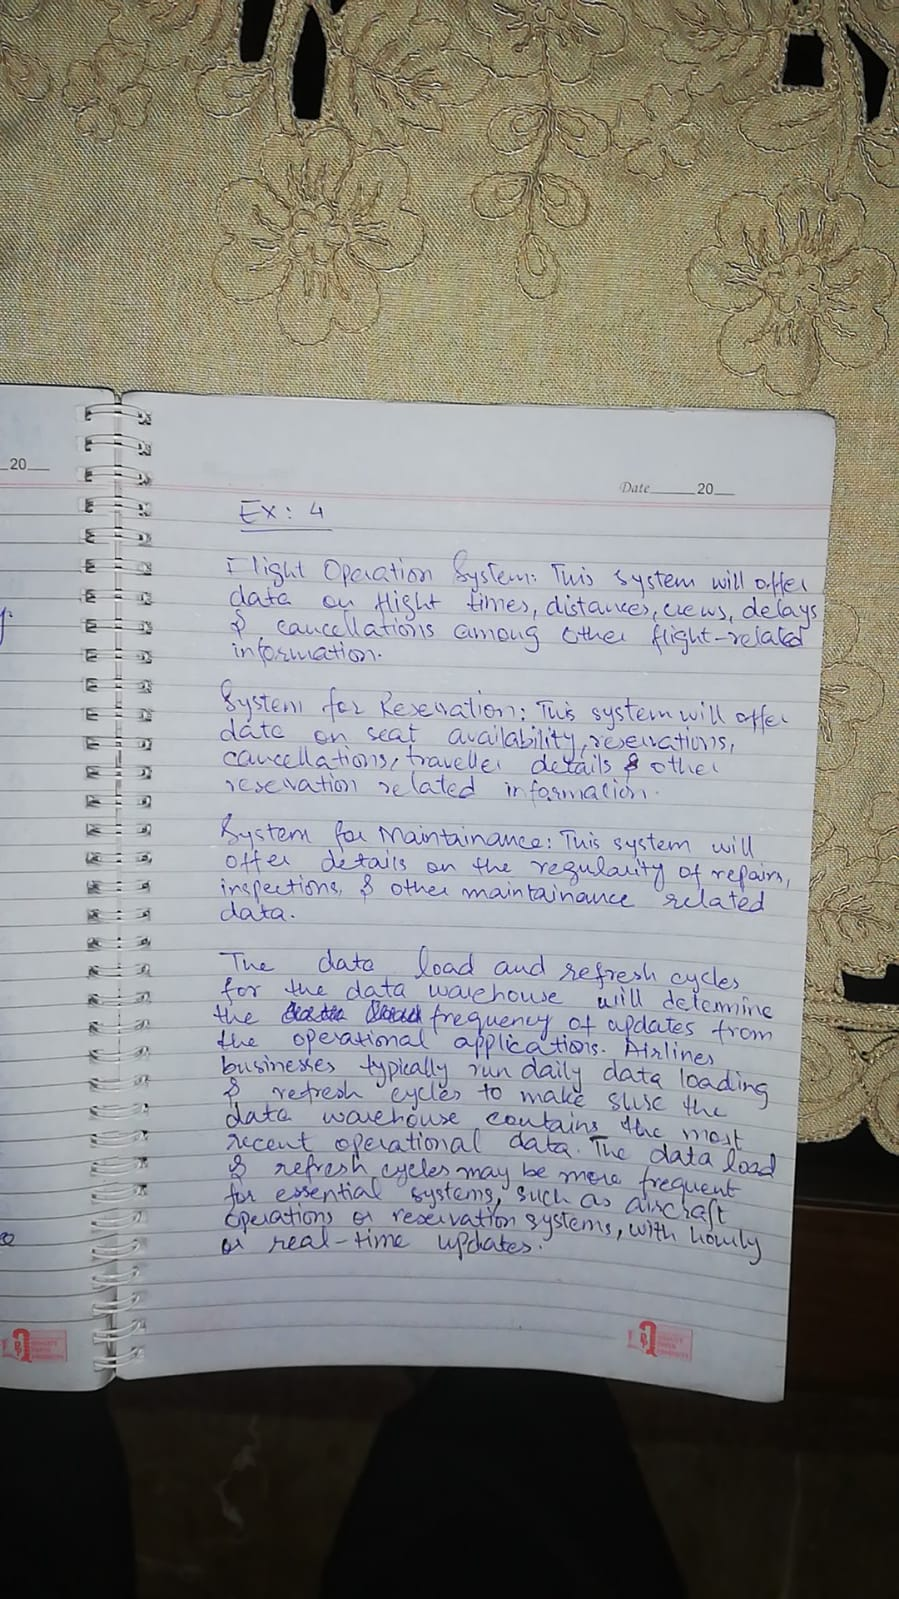 20
Date 20
Ex: 4
Flight Operation System: This system will offer
data on flight times, distances, crews, delays
& cancellations among other flight-related
information.
System for Reservation: This system will offer
data on seat availability, reservations,
cancellations, traveller details & other
reservation related information.
System for Maintainance: This system will
offer details on the regularity of repairs,
inspections, & other maintainance related
data.
The data load and refresh cycles
for the data warehouse will determine
the frequency of updates from
the operational applications. Airlines
businesses typically run daily data loading
& refresh cycles to make sure the
data warehouse contains the most
recent operational data. The data load
& refresh cycles may be more frequent
for essential systems, such as aircraft
operations or reservation systems, with hourly
or real-time updates.